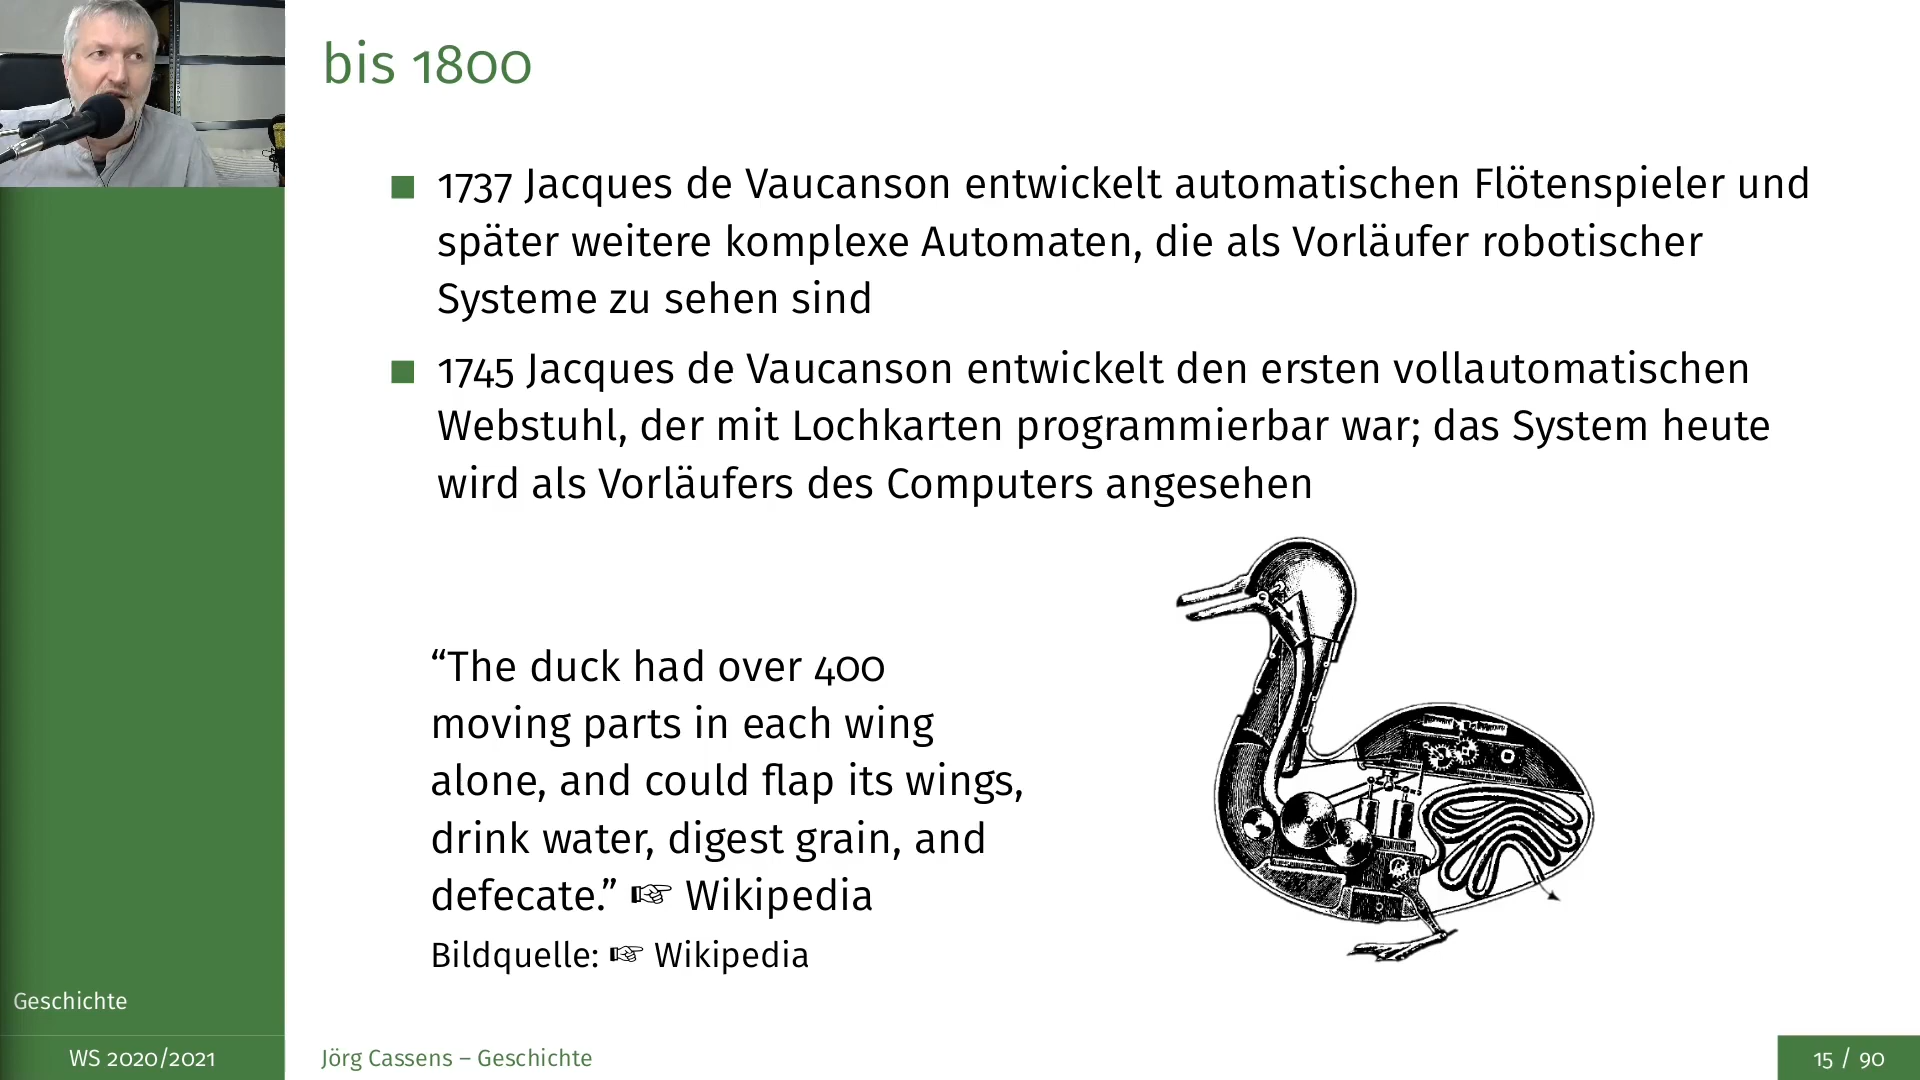 bis 1800
1737 Jacques de Vaucanson entwickelt automatischen Flötenspieler und
später weitere komplexe Automaten, die als Vorläufer robotischer
Systeme zu sehen sind
1745 Jacques de Vaucanson entwickelt den ersten vollautomatischen
Webstuhl, der mit Lochkarten programmierbar war; das System heute
wird als Vorläufers des Computers angesehen
“The duck had over 400
moving parts in each wing
alone, and could flap its wings,
drink water, digest grain, and
defecate.” ☞ Wikipedia
Bildquelle: ☞ Wikipedia
Geschichte
WS 2020/2021
Jörg Cassens – Geschichte
15 / 90